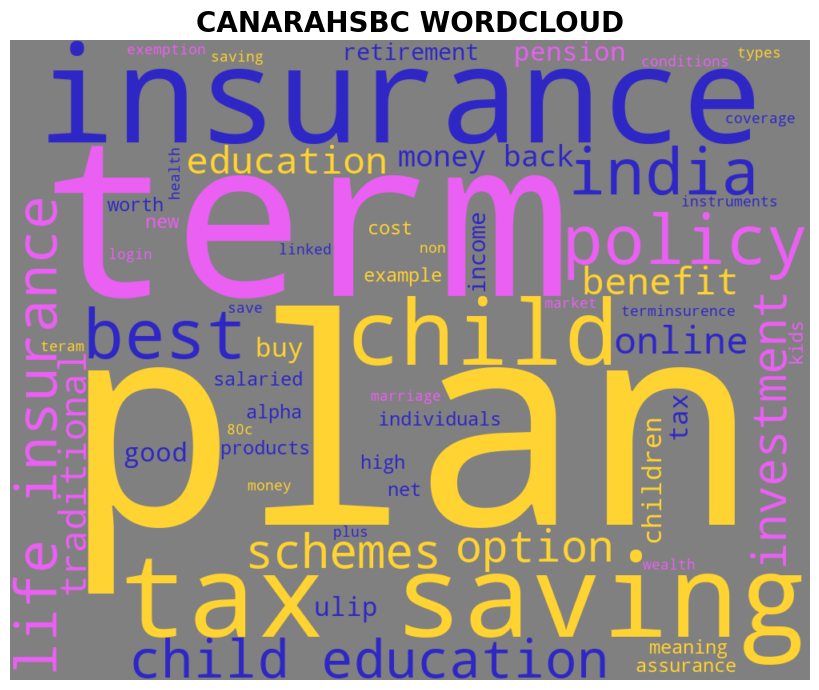 CANARAHSBC WORDCLOUD
exemption
saving
retirement
pension
conditions
types
insurance
coverage
health
education
money back
india
term
worth
new
login
linked
cost
non
example
income
instruments
policy
benefit
life insurance
traditional
teram
best
save
buy
child
market
terminsurence
online
kids
investment
plan
salaried
alpha
80c
products
good
money
marriage
individuals
high
net
tax
children
plus
schemes
option
wealth
tax saving
ulip
child education
meaning
assurance